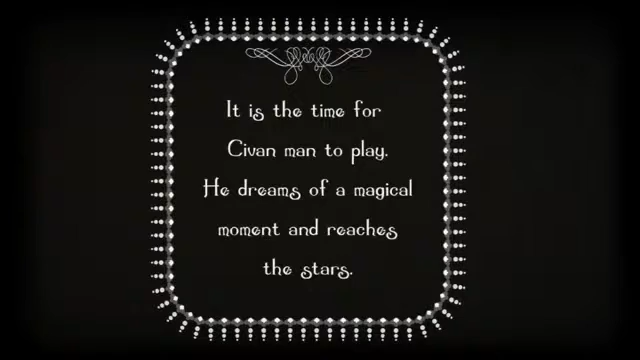 It is the time for
Civan man to play.
He dreams of a magical
moment and reaches
the stars.